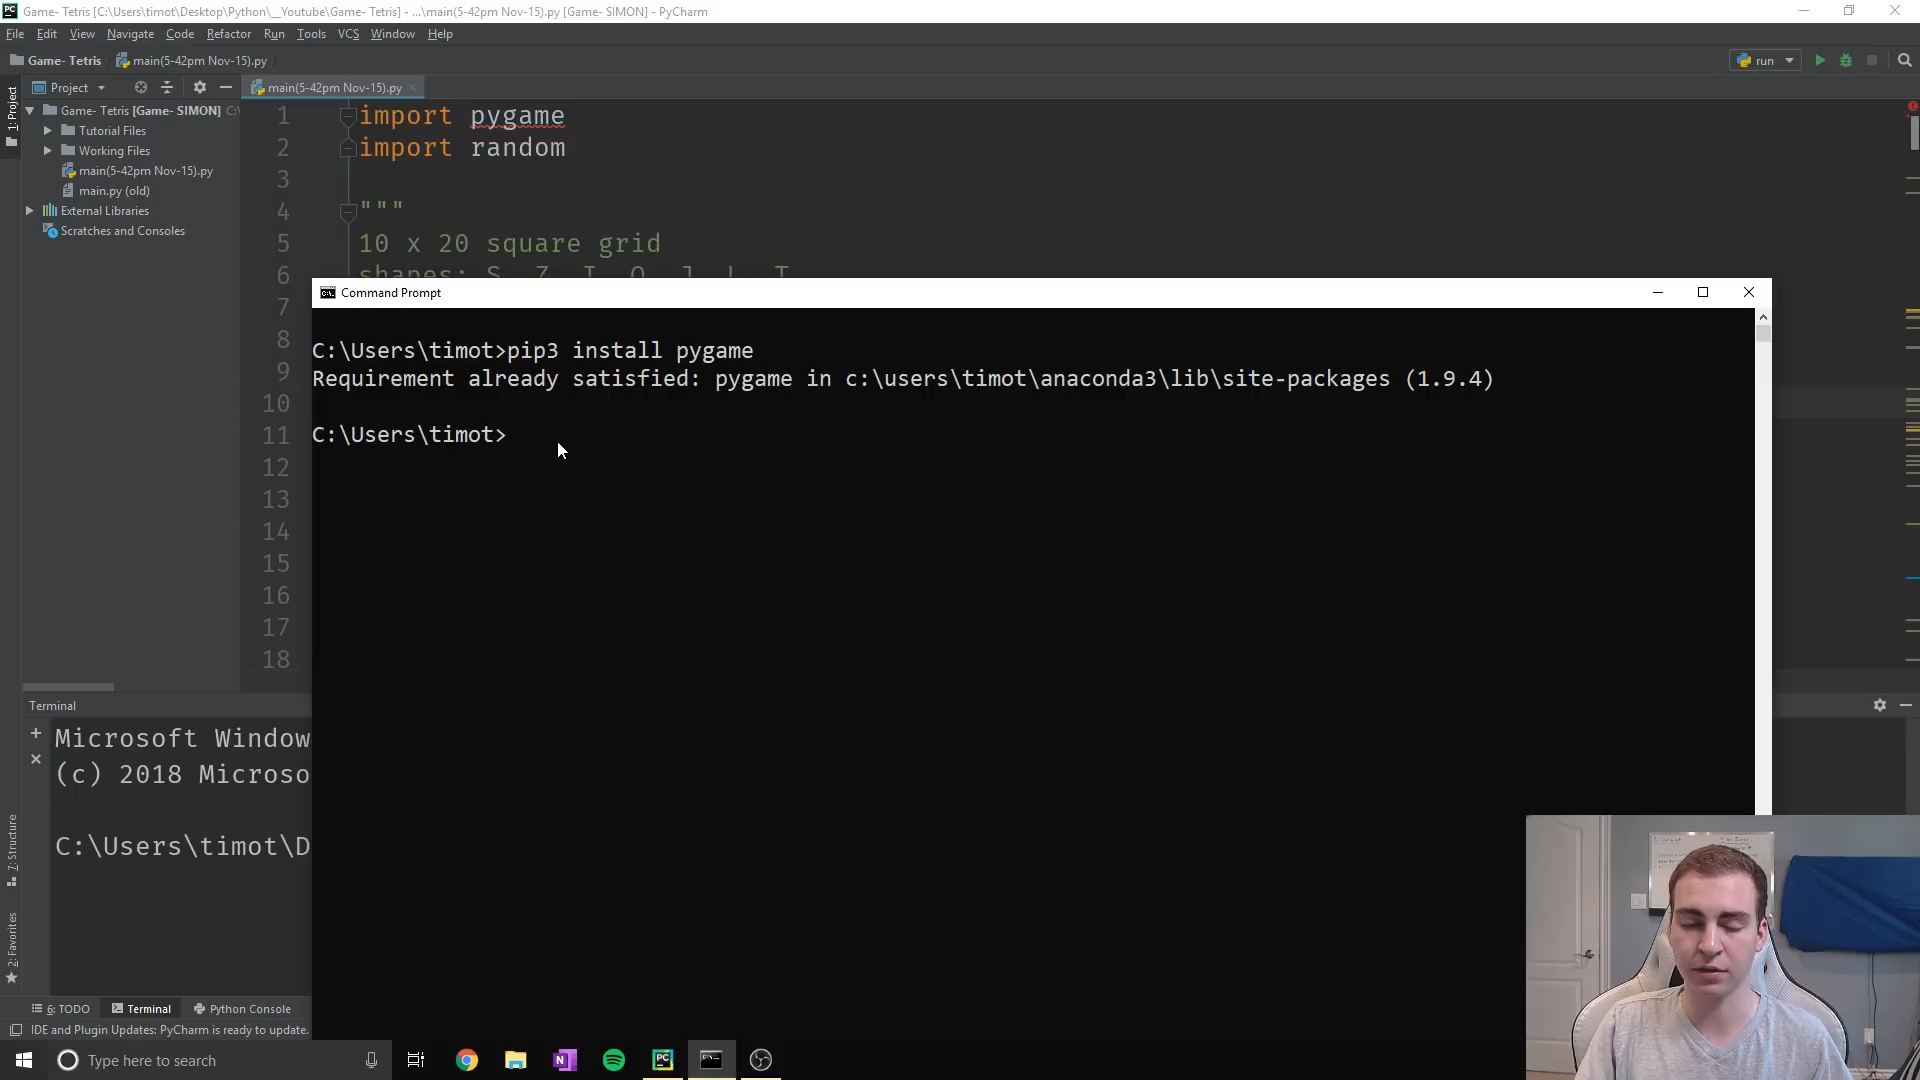 Game- Tetris [C:\Users\timot\Desktop\Python\__Youtube\Game- Tetris] - ...\main(5-42pm Nov-15).py [Game- SIMON] - PyCharm
File Edit View Navigate Code Refactor Run Tools VCS Window Help
Game- Tetris main(5-42pm Nov-15).py run
1: Project
Project main(5-42pm Nov-15).py
Game- Tetris [Game- SIMON] C:\
Tutorial Files
Working Files
main(5-42pm Nov-15).py
main.py (old)
External Libraries
Scratches and Consoles
1 import pygame
2 import random
3
4 """
5 10 x 20 square grid
6 shapes: S, Z, I, O, J, L, T
7
8
9
10
11
12
13
14
15
16
17
18
Command Prompt
C:\Users\timot>pip3 install pygame
Requirement already satisfied: pygame in c:\users\timot\anaconda3\lib\site-packages (1.9.4)
C:\Users\timot>
Terminal
Microsoft Window
(c) 2018 Microso
C:\Users\timot\D
7: Structure
2: Favorites
6: TODO Terminal Python Console
IDE and Plugin Updates: PyCharm is ready to update.
Type here to search